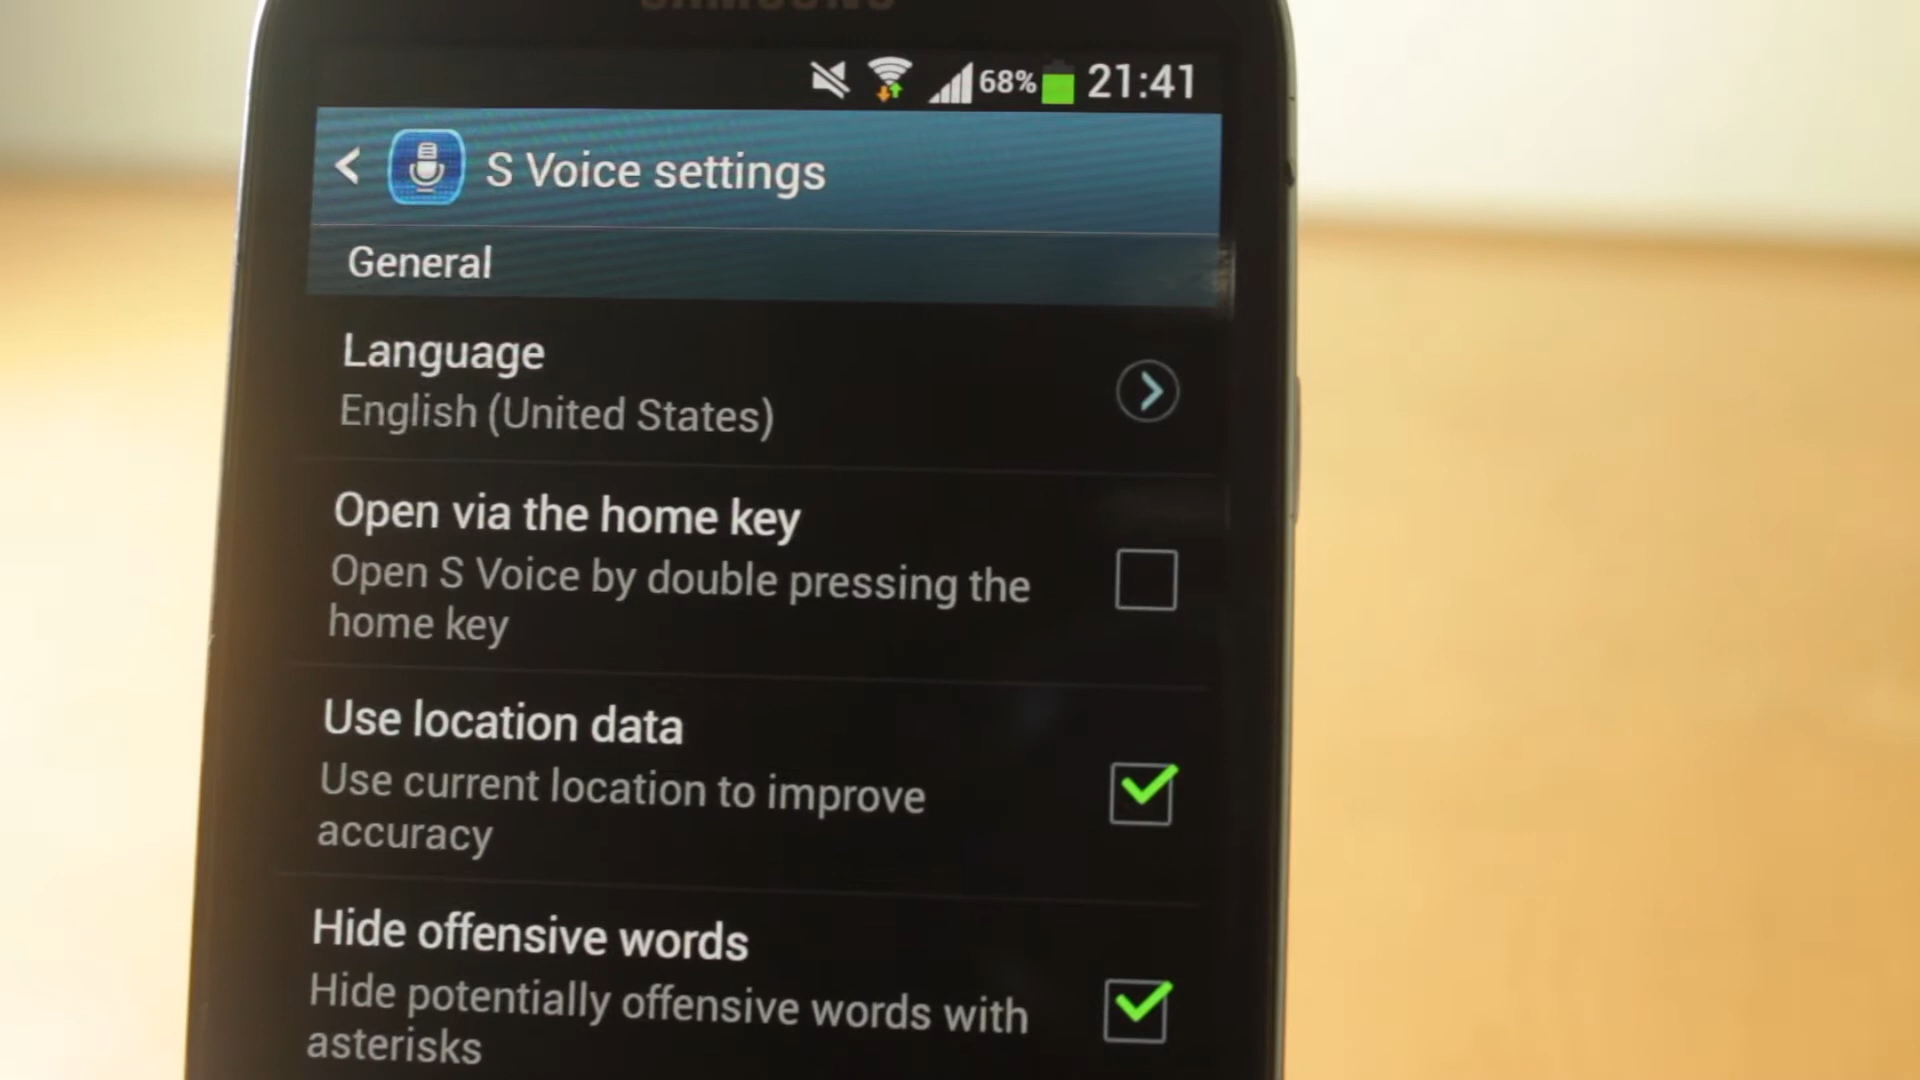 SAMSUNG
68% 21:41
S Voice settings
General
Language
English (United States)
Open via the home key
Open S Voice by double pressing the
home key
Use location data
Use current location to improve
accuracy
Hide offensive words
Hide potentially offensive words with
asterisks